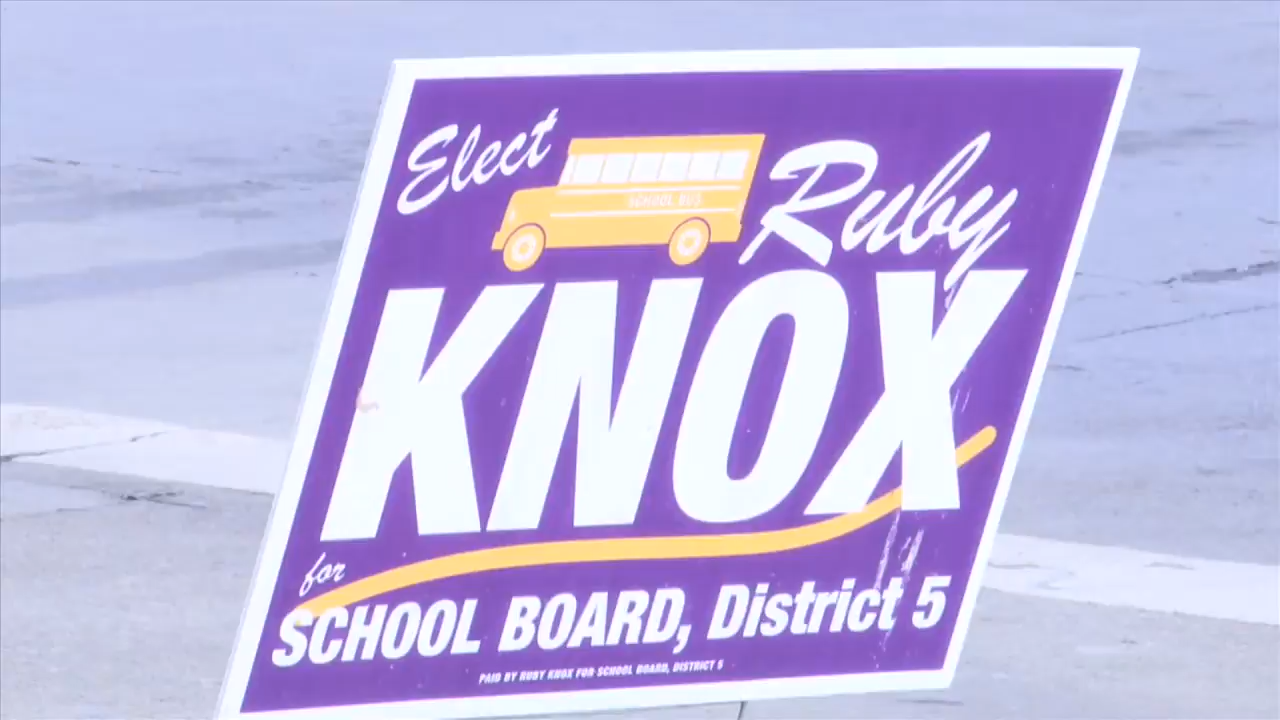 Elect
SCHOOL BUS
Ruby
KNOX
for
SCHOOL BOARD, District 5
PAID BY RUBY KNOX FOR SCHOOL BOARD, DISTRICT 5